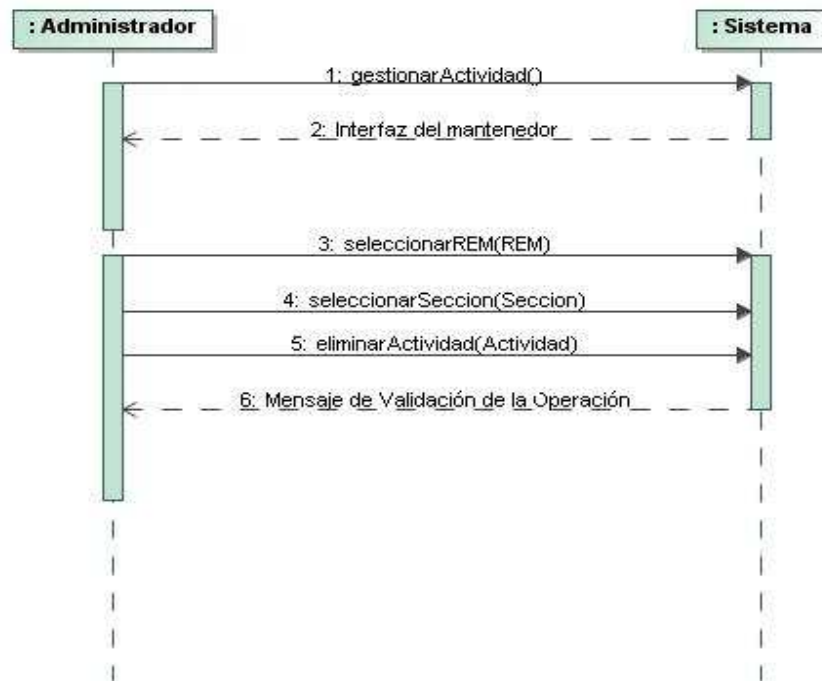 : Administrador
: Sistema
1: gestionarActividad()
2: Interfaz del mantenedor
3: seleccionarREM(REM)
4: seleccionarSeccion(Seccion)
5: eliminarActividad(Actividad)
6: Mensaje de Validación de la Operación